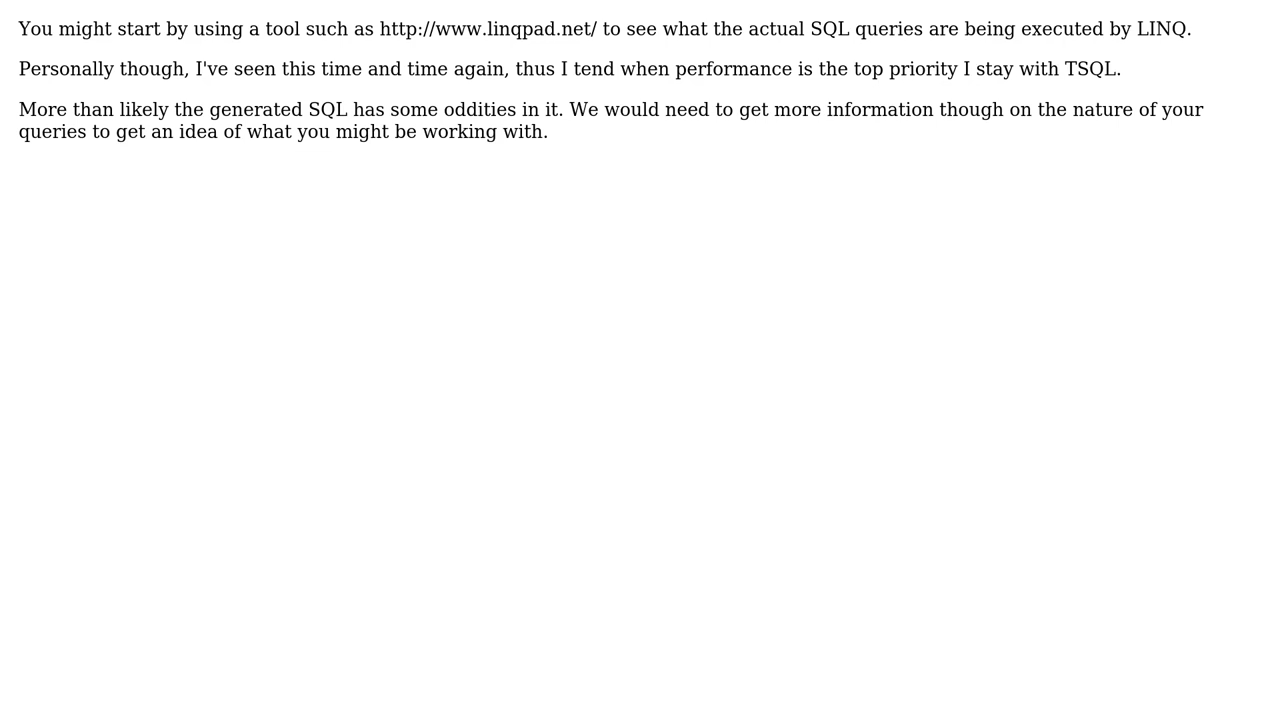 You might start by using a tool such as http://www.linqpad.net/ to see what the actual SQL queries are being executed by LINQ.
Personally though, I've seen this time and time again, thus I tend when performance is the top priority I stay with TSQL.
More than likely the generated SQL has some oddities in it. We would need to get more information though on the nature of your
queries to get an idea of what you might be working with.